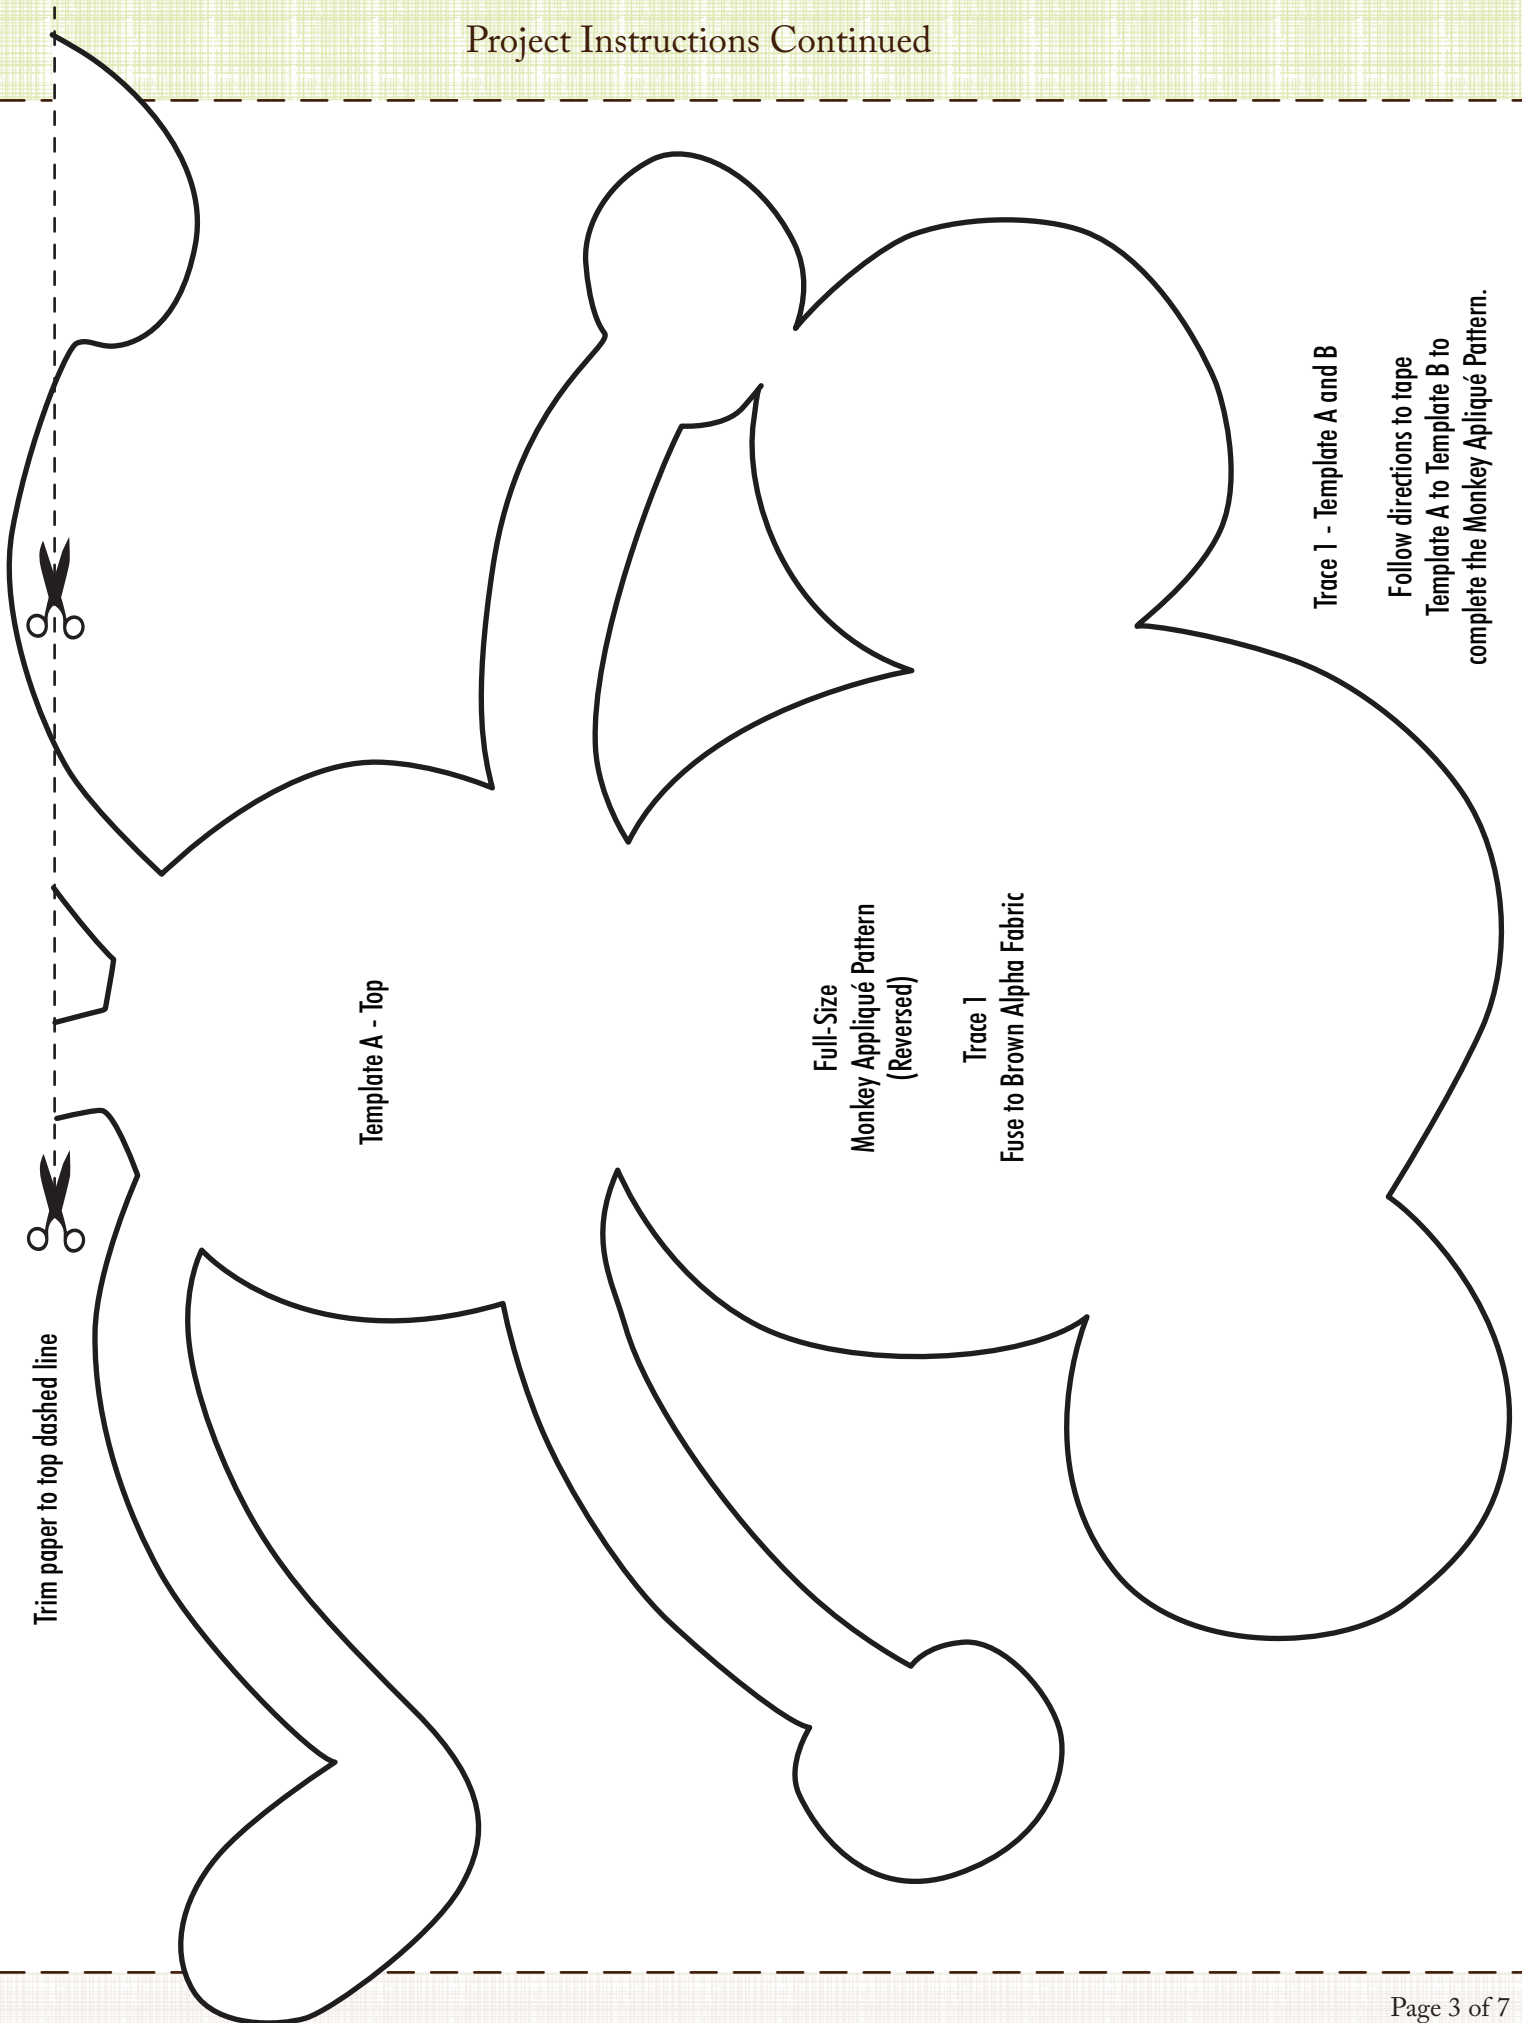 Project Instructions Continued
Trim paper to top dashed line
Template A - Top
Full-Size
Monkey Appliqué Pattern
(Reversed)
Trace 1
Fuse to Brown Alpha Fabric
Trace 1 - Template A and B
Follow directions to tape
Template A to Template B to
complete the Monkey Apliqué Pattern.
Page 3 of 7